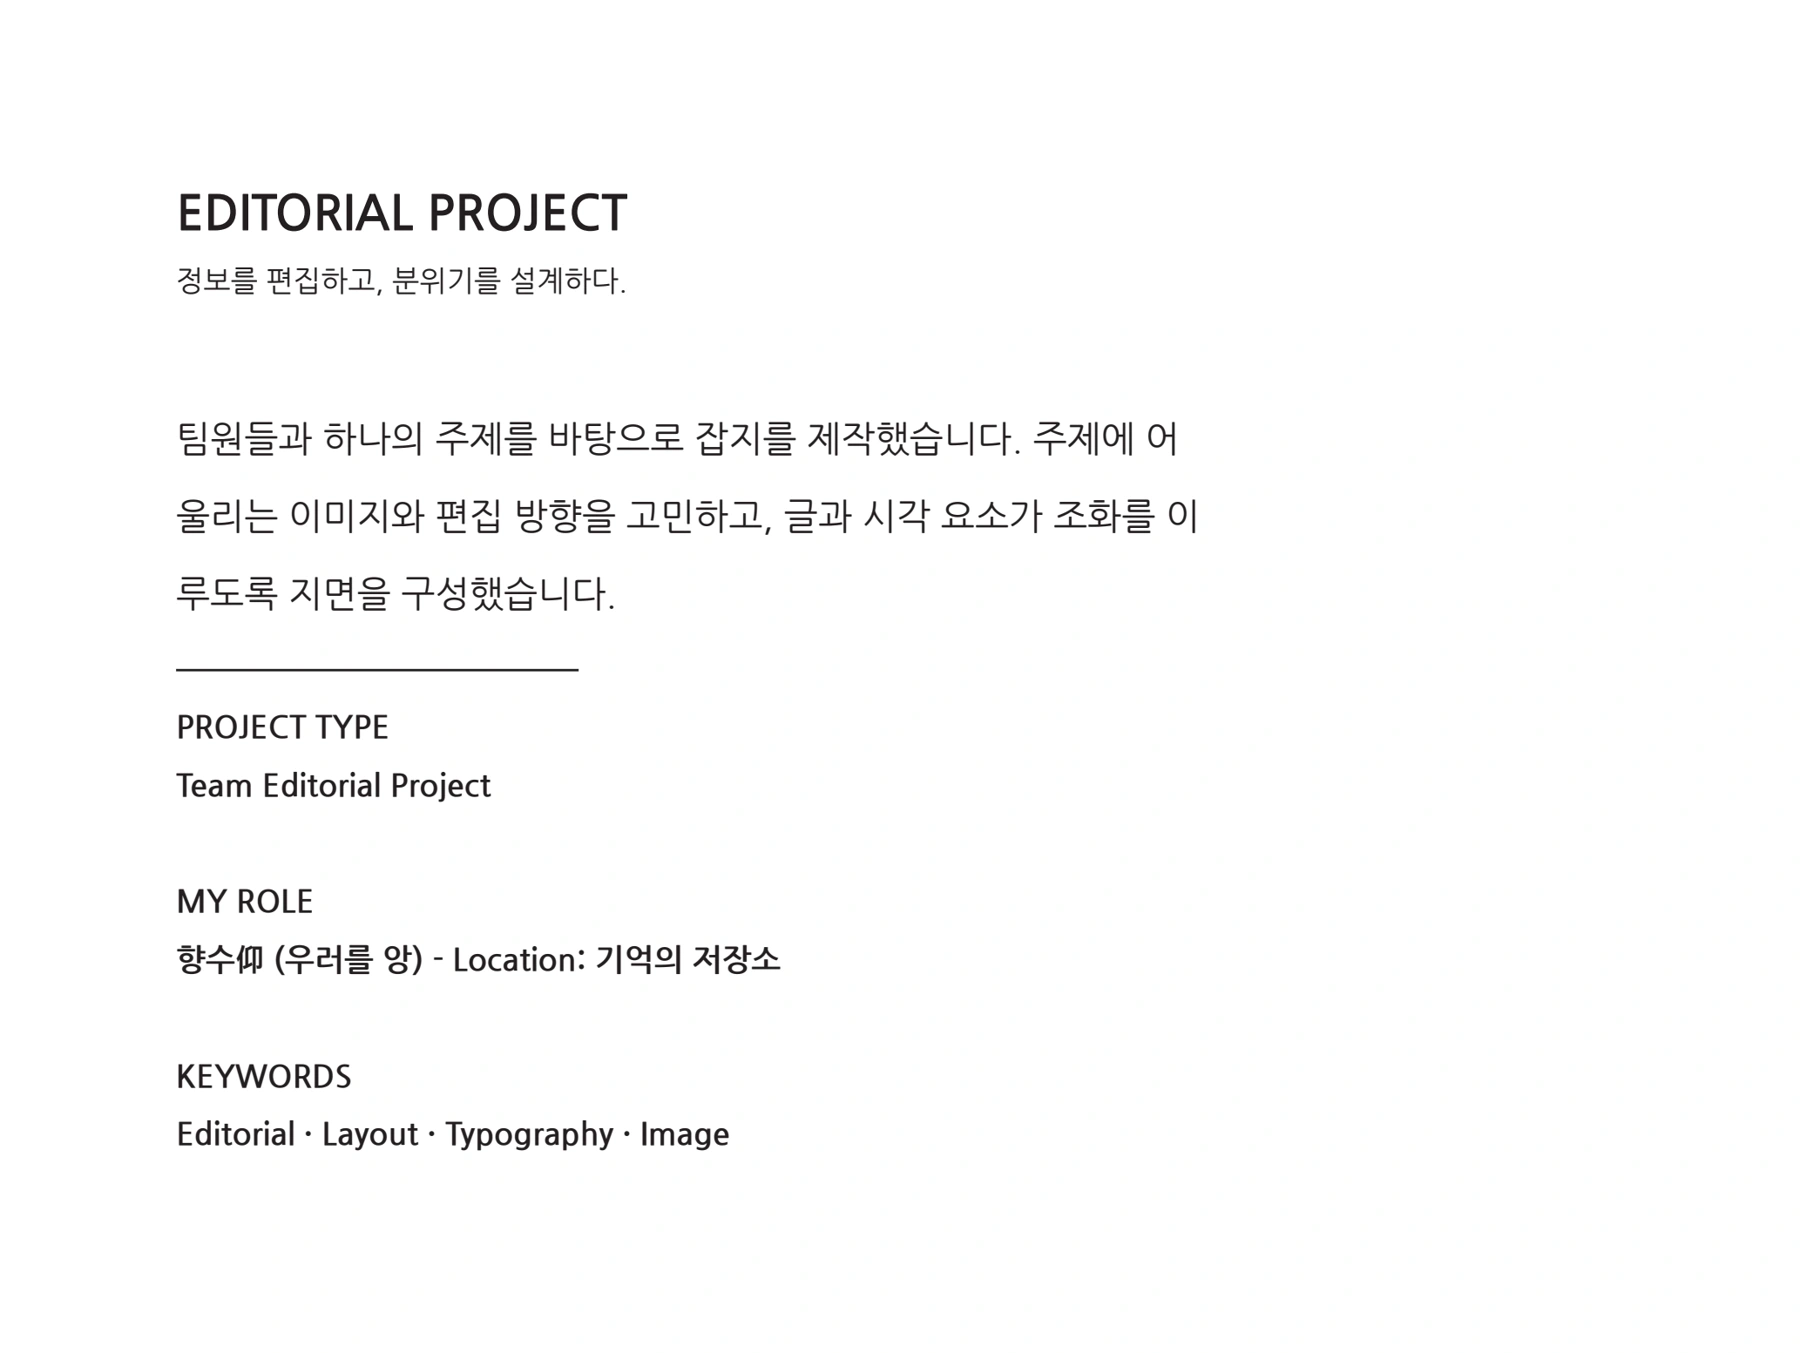 EDITORIAL PROJECT
정보를 편집하고, 분위기를 설계하다.
팀원들과 하나의 주제를 바탕으로 잡지를 제작했습니다. 주제에 어
울리는 이미지와 편집 방향을 고민하고, 글과 시각 요소가 조화를 이
루도록 지면을 구성했습니다.
PROJECT TYPE
Team Editorial Project
MY ROLE
향수仰 (우러를 앙) - Location: 기억의 저장소
KEYWORDS
Editorial · Layout · Typography · Image